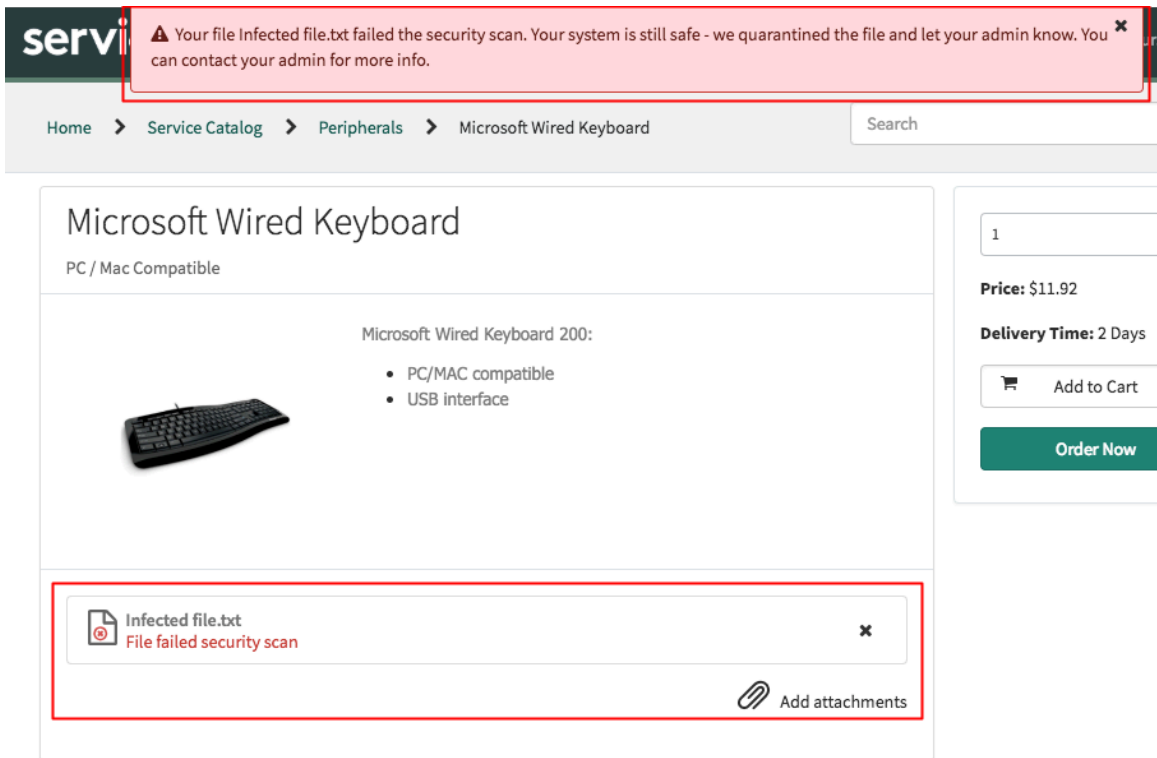 servi
Your file Infected file.txt failed the security scan. Your system is still safe - we quarantined the file and let your admin know. You
can contact your admin for more info.
Home > Service Catalog > Peripherals > Microsoft Wired Keyboard
Search
Microsoft Wired Keyboard
PC / Mac Compatible
Microsoft Wired Keyboard 200:
• PC/MAC compatible
• USB interface
1
Price: $11.92
Delivery Time: 2 Days
Add to Cart
Order Now
Infected file.txt
File failed security scan
Add attachments